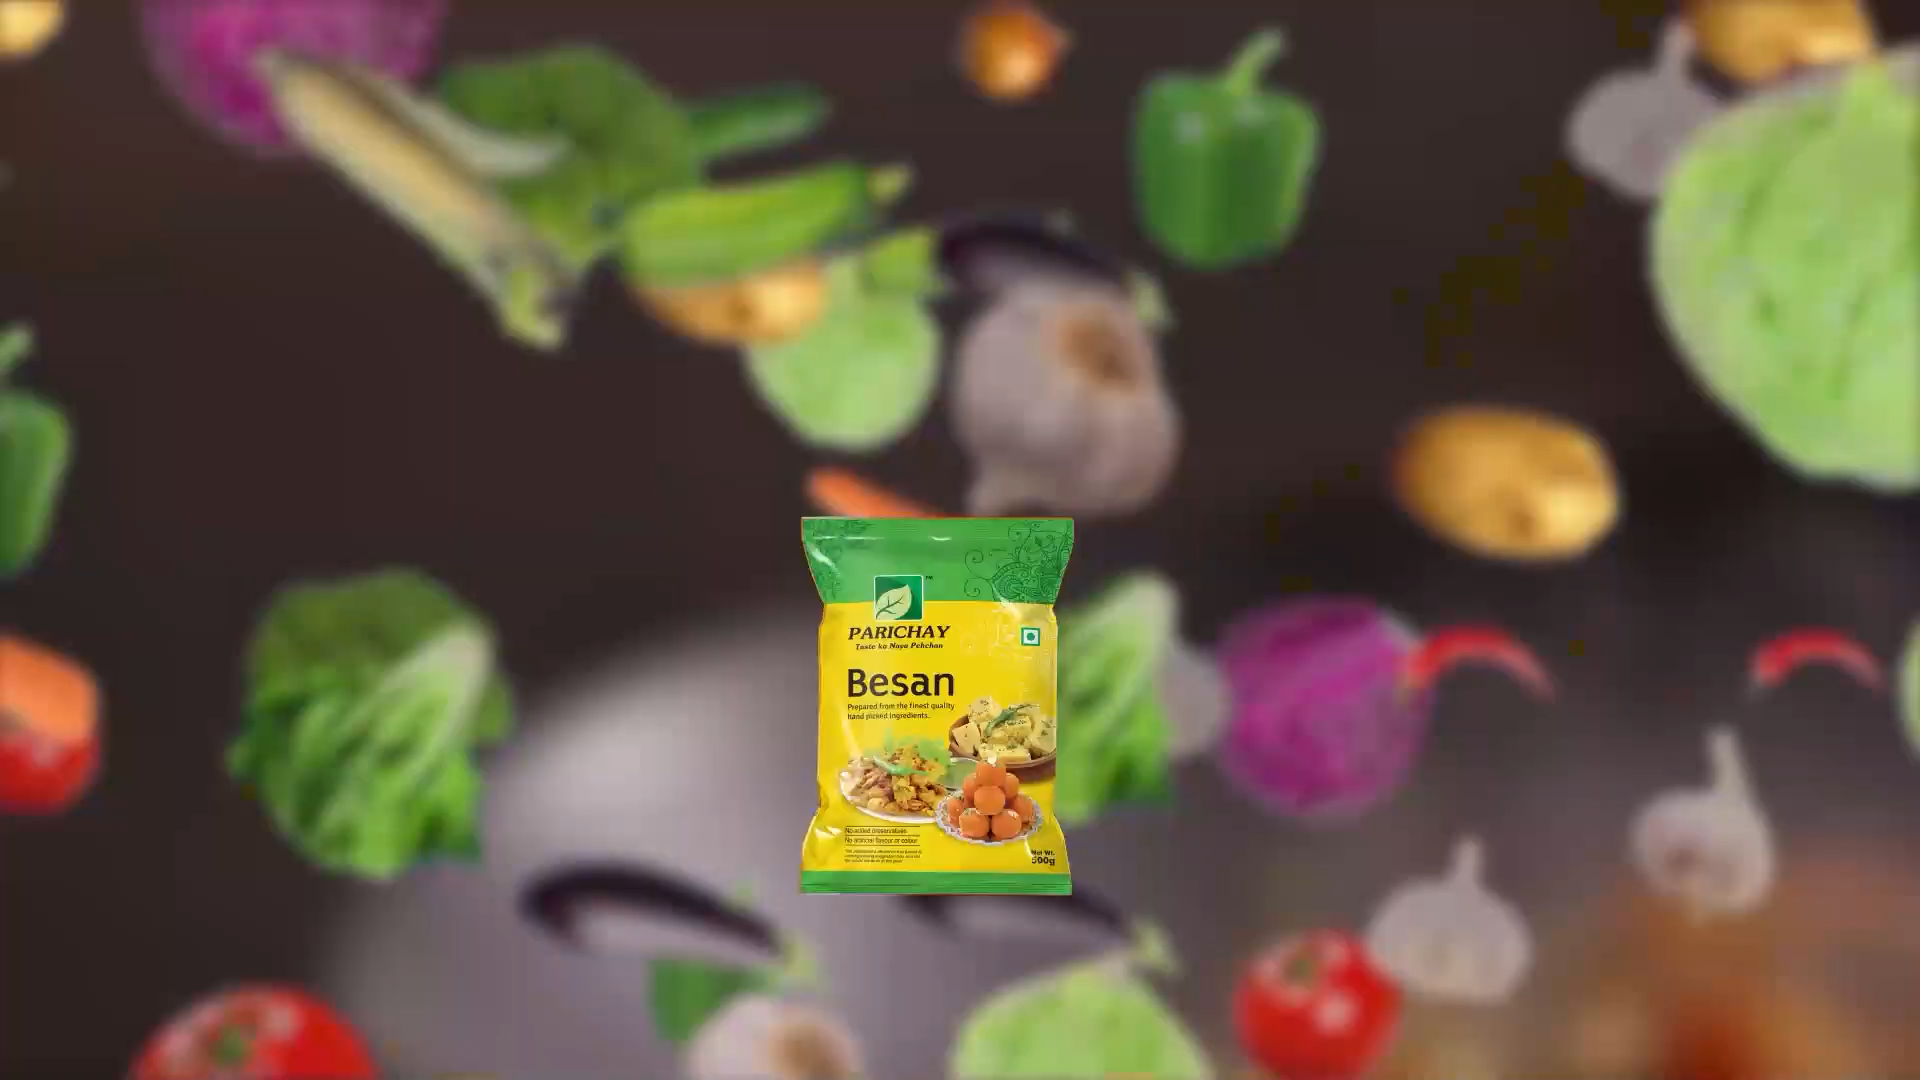 TM
PARICHAY
Taste ka Naya Pehchan
Besan
Prepared from the finest quality
hand picked ingredients.
No added preservatives
No artificial flavour or colour
Net Wt.
500g